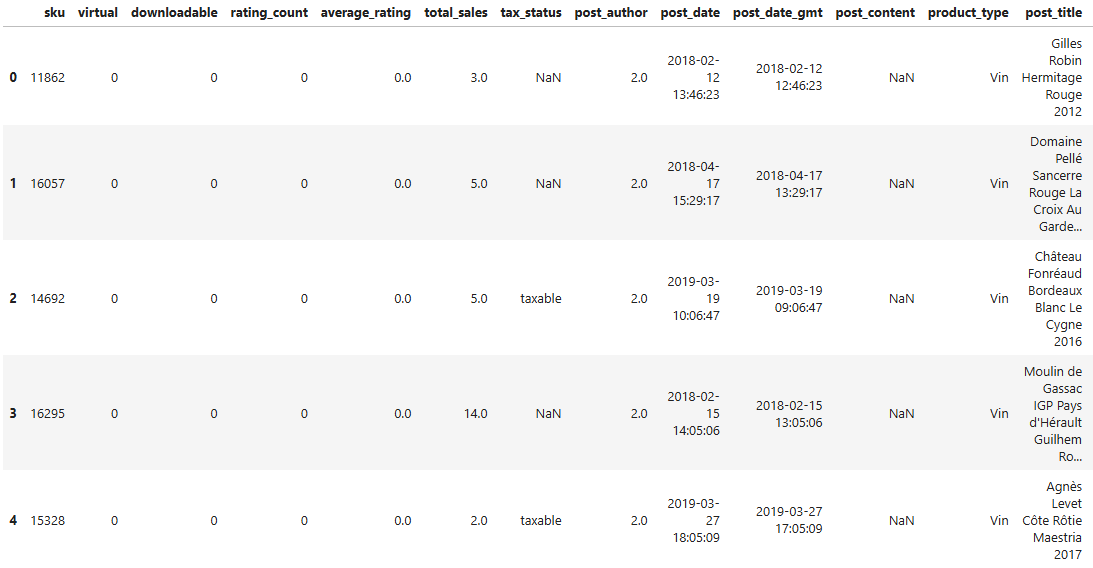 sku virtual downloadable rating_count average_rating total_sales tax_status post_author post_date post_date_gmt post_content product_type post_title
0 11862 0 0 0 0.0 3.0 NaN 2.0 2018-02-12 13:46:23 2018-02-12 12:46:23 NaN Vin Gilles Robin Hermitage Rouge 2012
1 16057 0 0 0 0.0 5.0 NaN 2.0 2018-04-17 15:29:17 2018-04-17 13:29:17 NaN Vin Domaine Pellé Sancerre Rouge La Croix Au Garde...
2 14692 0 0 0 0.0 5.0 taxable 2.0 2019-03-19 10:06:47 2019-03-19 09:06:47 NaN Vin Château Fonréaud Bordeaux Blanc Le Cygne 2016
3 16295 0 0 0 0.0 14.0 NaN 2.0 2018-02-15 14:05:06 2018-02-15 13:05:06 NaN Vin Moulin de Gassac IGP Pays d'Hérault Guilhem Ro...
4 15328 0 0 0 0.0 2.0 taxable 2.0 2019-03-27 18:05:09 2019-03-27 17:05:09 NaN Vin Agnès Levet Côte Rôtie Maestria 2017